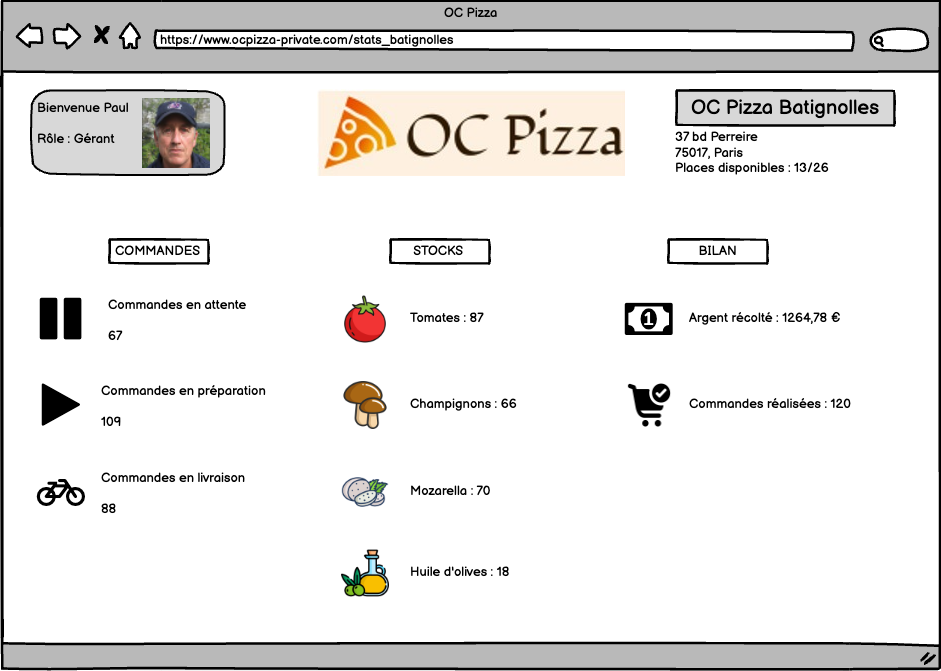 OC Pizza
https://www.ocpizza-private.com/stats_batignolles
Bienvenue Paul
Rôle : Gérant
OC Pizza
OC Pizza Batignolles
37 bd Perreire
75017, Paris
Places disponibles : 13/26
COMMANDES
Commandes en attente
67
Commandes en préparation
109
Commandes en livraison
88
STOCKS
Tomates : 87
Champignons : 66
Mozarella : 70
Huile d'olives : 18
BILAN
1
Argent récolté : 1264,78 €
Commandes réalisées : 120